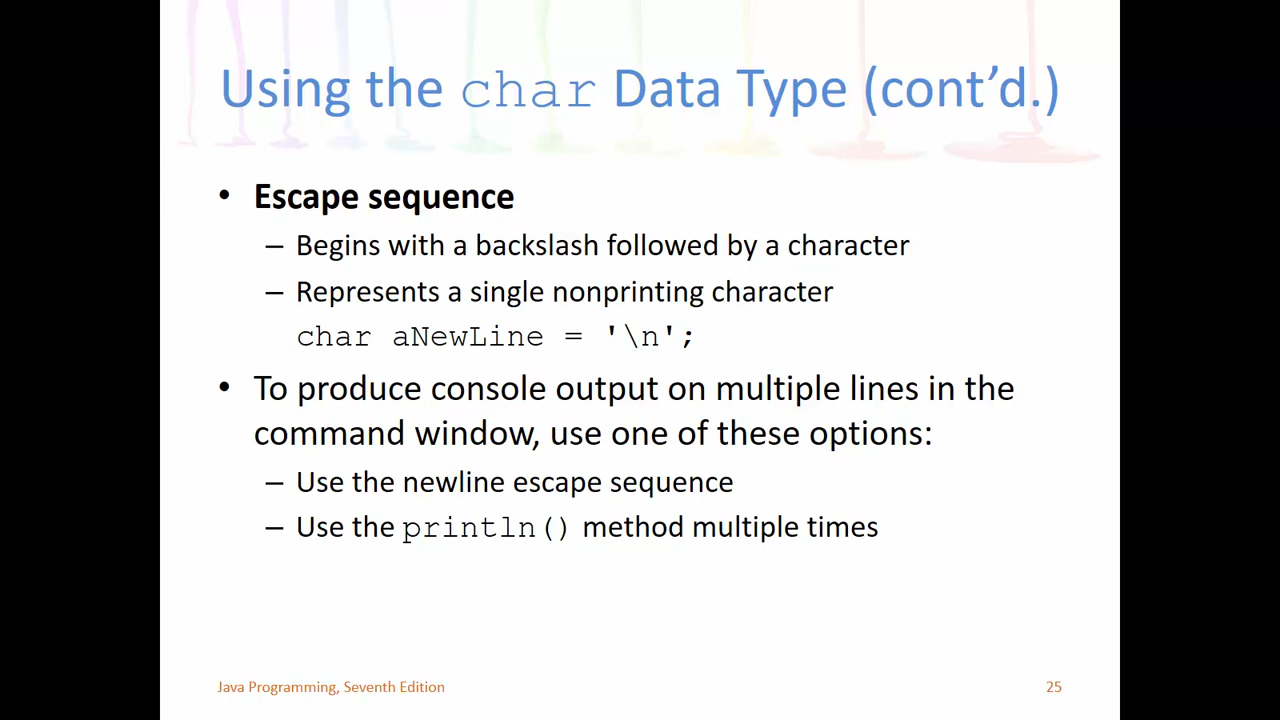 Using the char Data Type (cont’d.)
• Escape sequence
– Begins with a backslash followed by a character
– Represents a single nonprinting character
char aNewLine = '\n';
• To produce console output on multiple lines in the
command window, use one of these options:
– Use the newline escape sequence
– Use the println() method multiple times
Java Programming, Seventh Edition
25